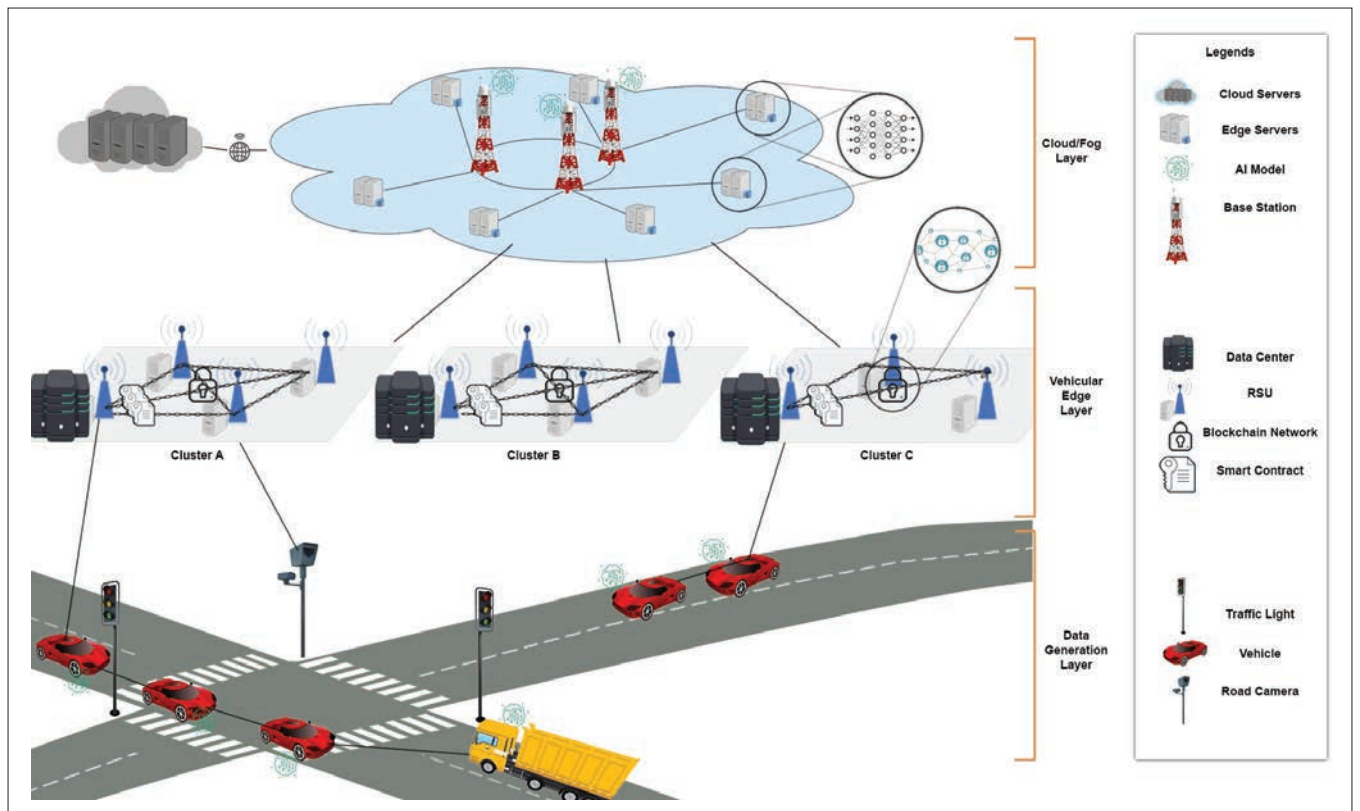 Legends
Cloud Servers
Edge Servers
AI Model
Base Station
Data Center
RSU
Blockchain Network
Smart Contract
Traffic Light
Vehicle
Road Camera
Cloud/Fog
Layer
Vehicular
Edge
Layer
Data
Generation
Layer
Cluster A
Cluster B
Cluster C